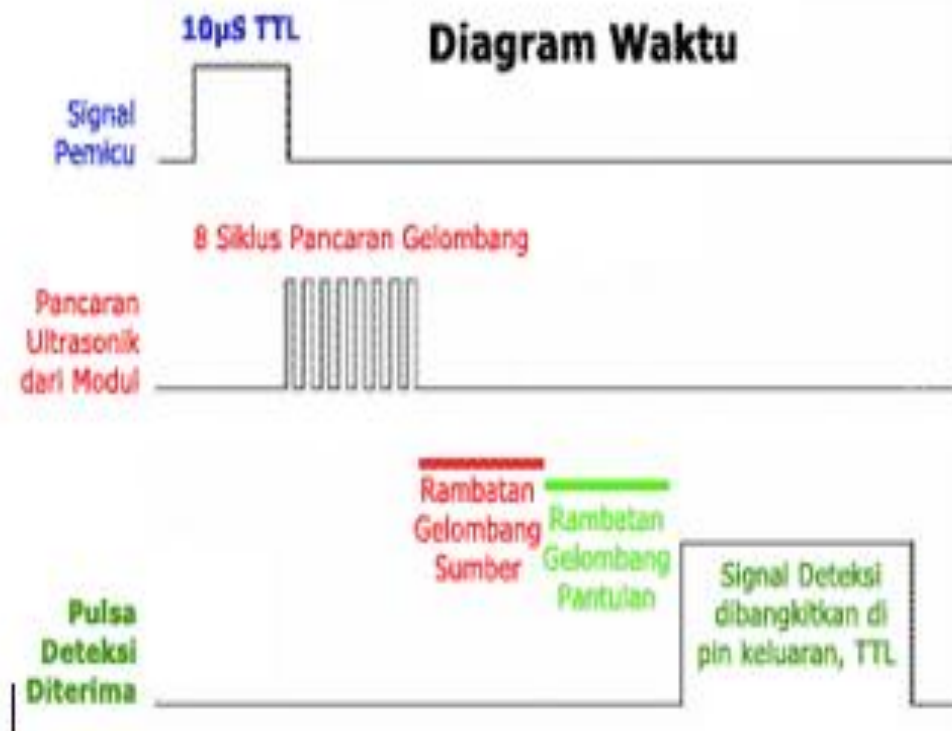 10µS TTL
Diagram Waktu
Signal
Pemicu
8 Siklus Pancaran Gelombang
Pancaran
Ultrasonik
dari Modul
Rambatan
Gelombang
Sumber
Rambatan
Gelombang
Pantulan
Signal Deteksi
dibangkitkan di
pin keluaran, TTL
Pulsa
Deteksi
Diterima